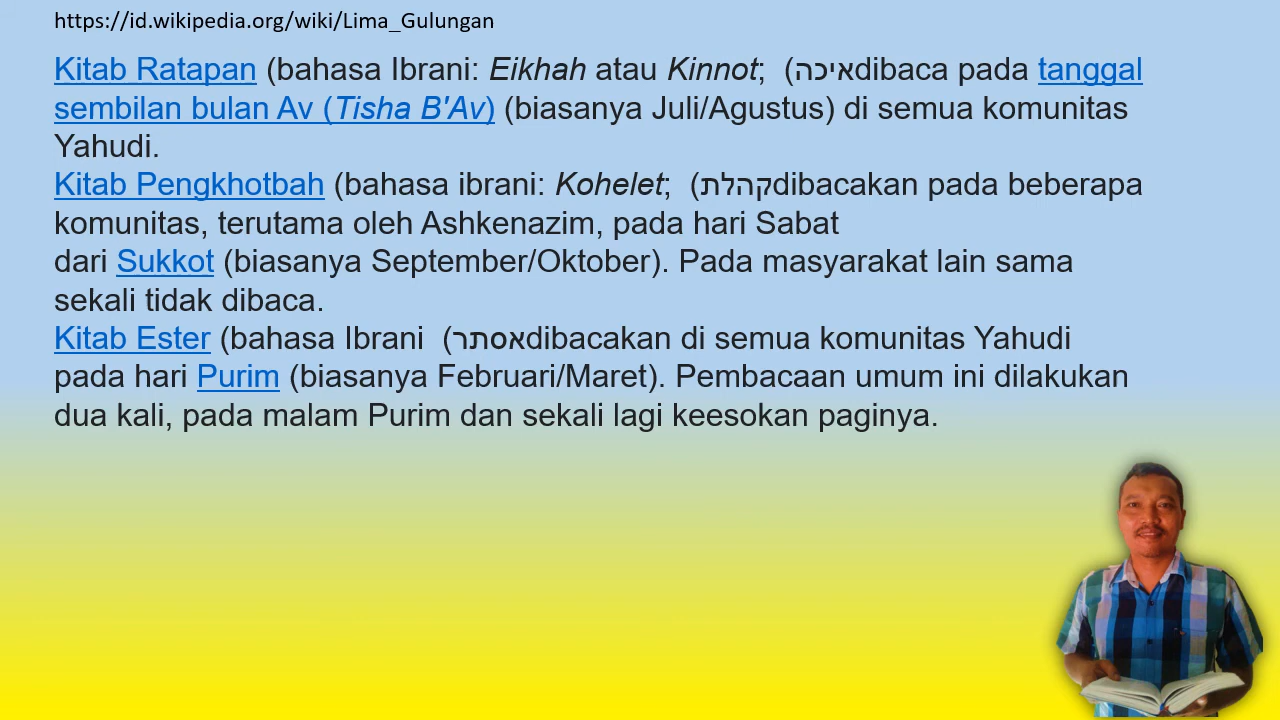 https://id.wikipedia.org/wiki/Lima_Gulungan
Kitab Ratapan (bahasa Ibrani: Eikhah atau Kinnot;  (איכהdibaca pada tanggal
sembilan bulan Av (Tisha B'Av) (biasanya Juli/Agustus) di semua komunitas
Yahudi.
Kitab Pengkhotbah (bahasa ibrani: Kohelet;  (קהלתdibacakan pada beberapa
komunitas, terutama oleh Ashkenazim, pada hari Sabat
dari Sukkot (biasanya September/Oktober). Pada masyarakat lain sama
sekali tidak dibaca.
Kitab Ester (bahasa Ibrani  (אסתרdibacakan di semua komunitas Yahudi
pada hari Purim (biasanya Februari/Maret). Pembacaan umum ini dilakukan
dua kali, pada malam Purim dan sekali lagi keesokan paginya.